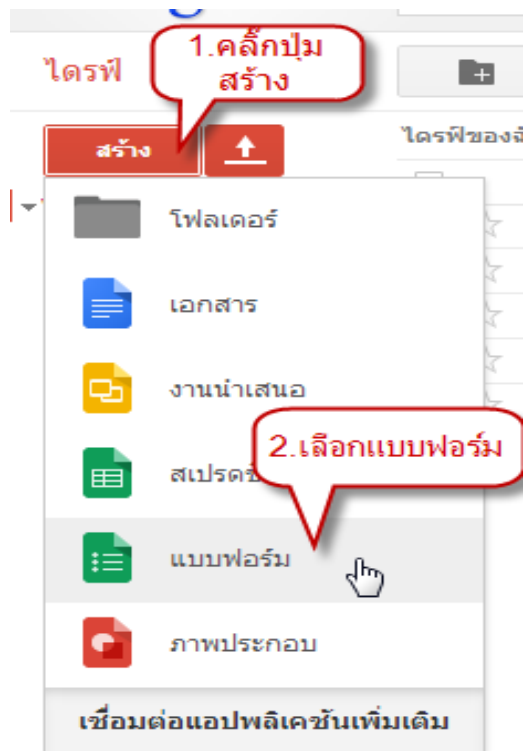 1.คลิ๊กปุ่ม
สร้าง
ไดรฟ์
ไดรฟ์ของฉั
สร้าง
โฟลเดอร์
เอกสาร
งานนำเสนอ
2.เลือกแบบฟอร์ม
สเปรดชี
แบบฟอร์ม
ภาพประกอบ
เชื่อมต่อแอปพลิเคชันเพิ่มเติม